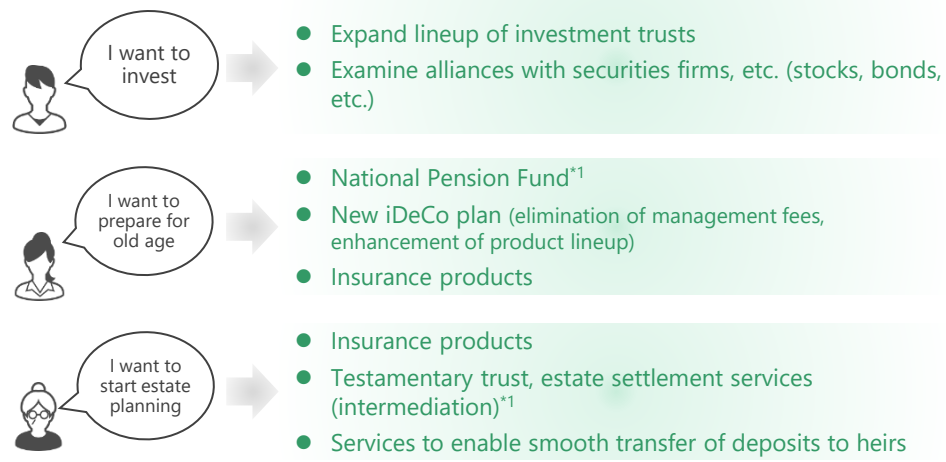 I want to
invest
● Expand lineup of investment trusts
● Examine alliances with securities firms, etc. (stocks, bonds,
etc.)
I want to
prepare for
old age
● National Pension Fund*1
● New iDeCo plan (elimination of management fees,
enhancement of product lineup)
● Insurance products
I want to
start estate
planning
● Insurance products
● Testamentary trust, estate settlement services
(intermediation)*1
● Services to enable smooth transfer of deposits to heirs